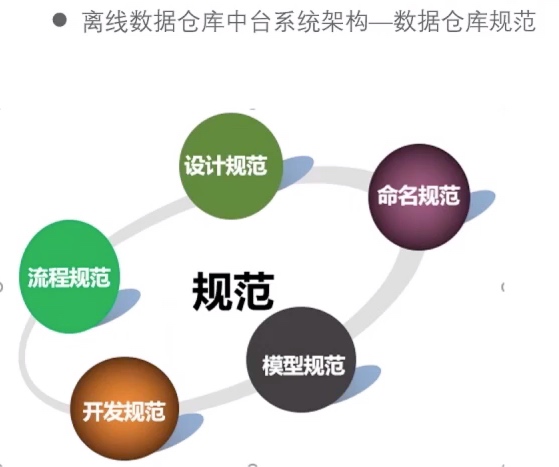 ● 离线数据仓库中台系统架构—数据仓库规范
设计规范
命名规范
流程规范
规范
模型规范
开发规范